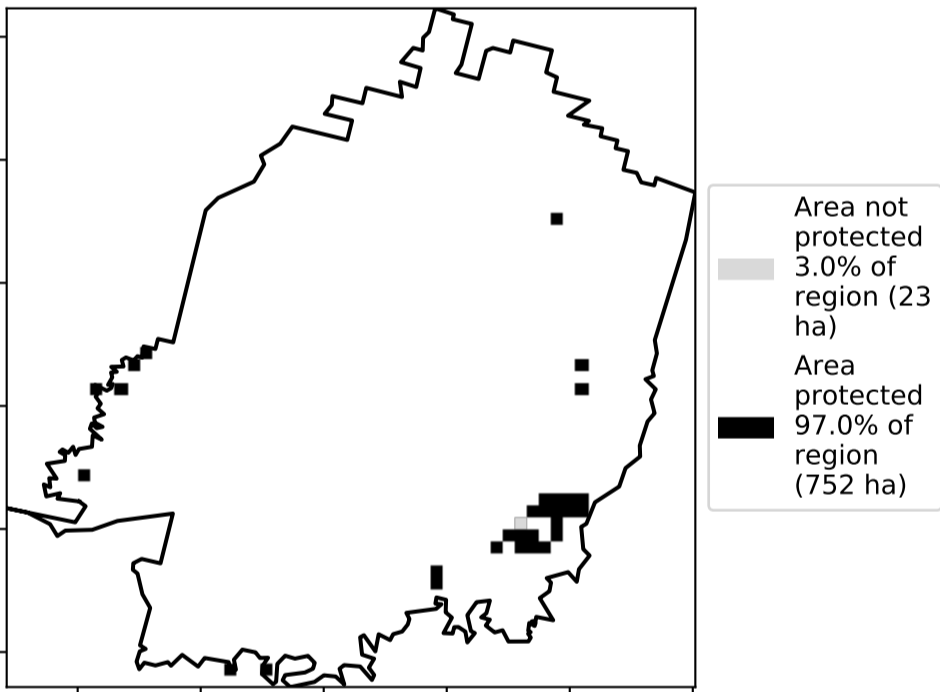 Area not
protected
3.0% of
region (23
ha)
Area
protected
97.0% of
region
(752 ha)